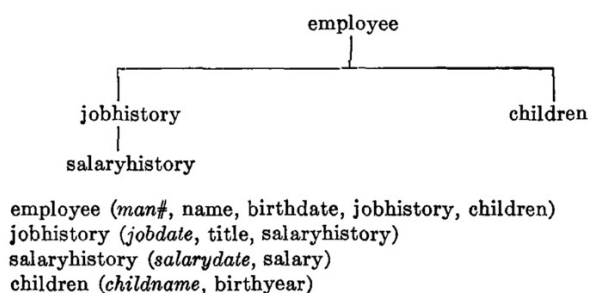 employee
jobhistory children
salaryhistory
employee (man#, name, birthdate, jobhistory, children)
jobhistory (jobdate, title, salaryhistory)
salaryhistory (salarydate, salary)
children (childname, birthyear)